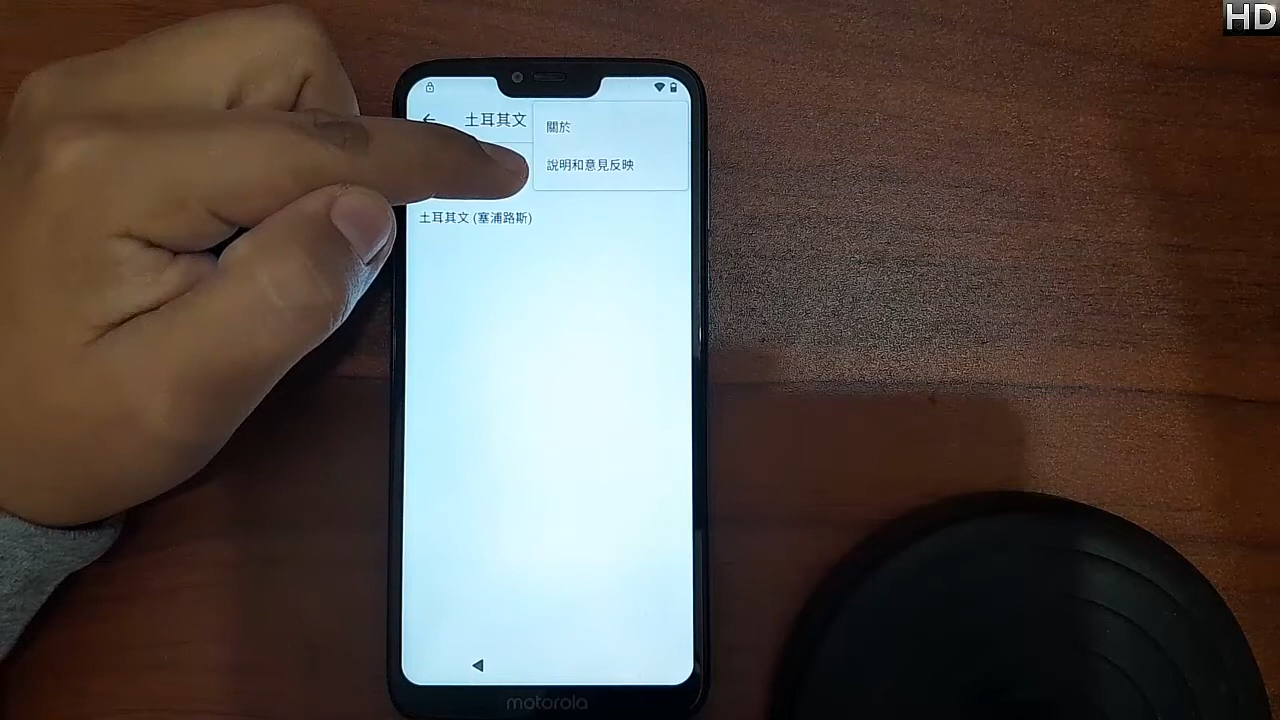 HD
土耳其文
關於
說明和意見反映
土耳其文 (塞浦路斯)
motorola